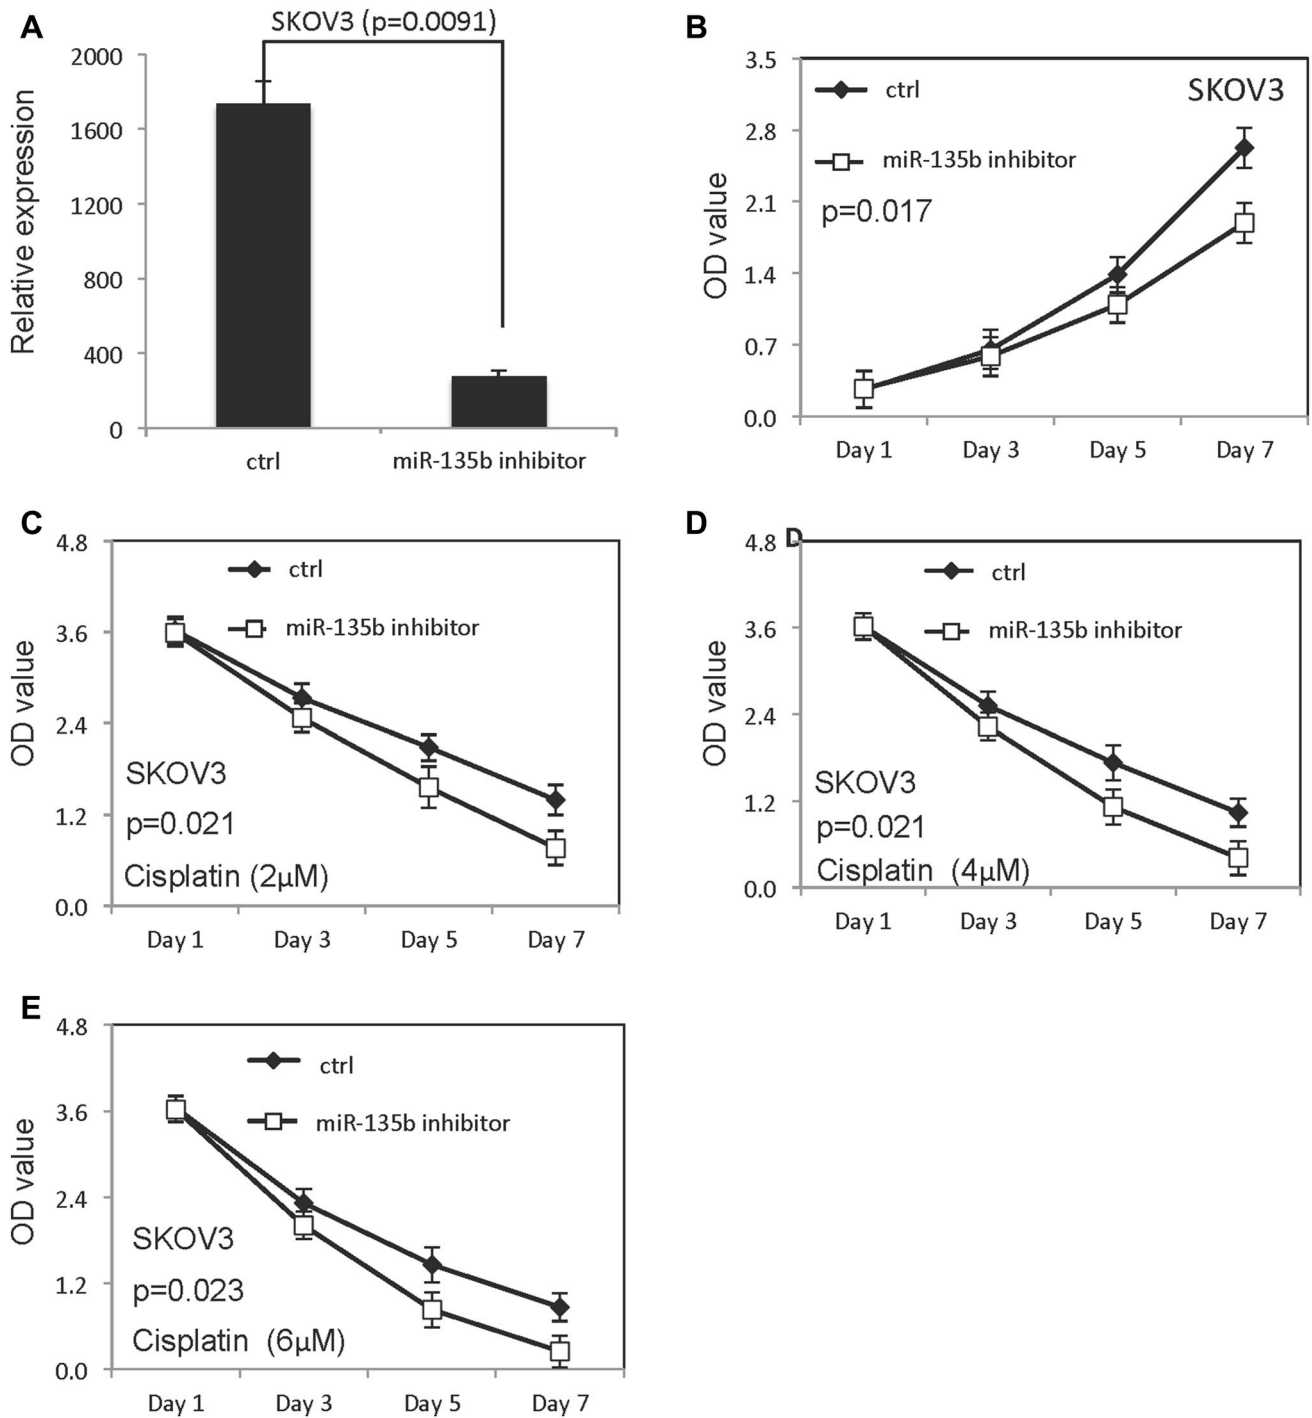 A
SKOV3 (p=0.0091)
Relative expression
2000
1600
1200
800
400
0
ctrl
miR-135b inhibitor
B
OD value
3.5
2.8
2.1
1.4
0.7
0.0
ctrl
SKOV3
miR-135b inhibitor
p=0.017
Day 1
Day 3
Day 5
Day 7
C
OD value
4.8
3.6
2.4
1.2
0.0
ctrl
miR-135b inhibitor
SKOV3
p=0.021
Cisplatin (2μM)
Day 1
Day 3
Day 5
Day 7
D
D
OD value
4.8
3.6
2.4
1.2
0.0
ctrl
miR-135b inhibitor
SKOV3
p=0.021
Cisplatin (4μM)
Day 1
Day 3
Day 5
Day 7
E
OD value
4.8
3.6
2.4
1.2
0.0
ctrl
miR-135b inhibitor
SKOV3
p=0.023
Cisplatin (6μM)
Day 1
Day 3
Day 5
Day 7